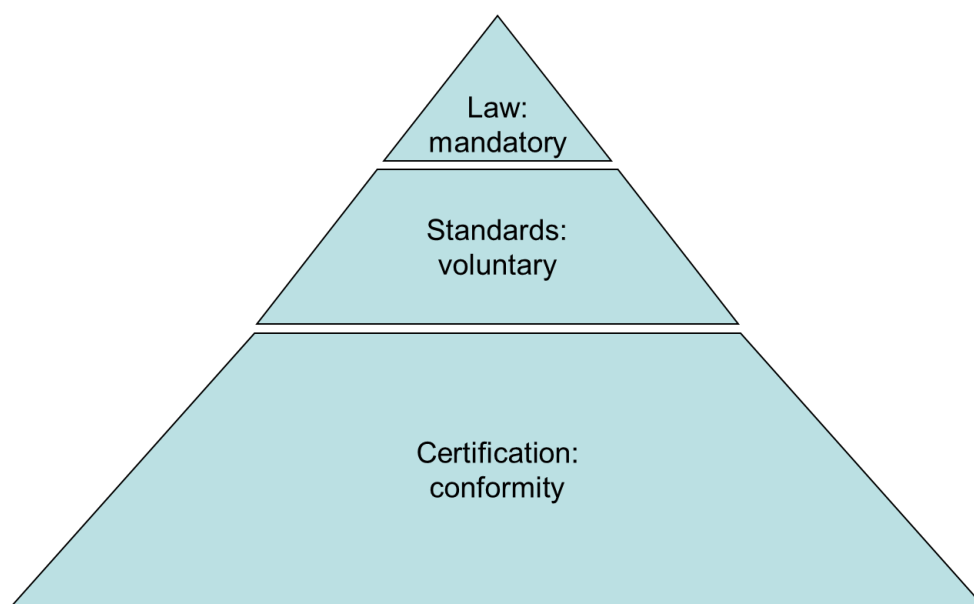 Law:
mandatory
Standards:
voluntary
Certification:
conformity